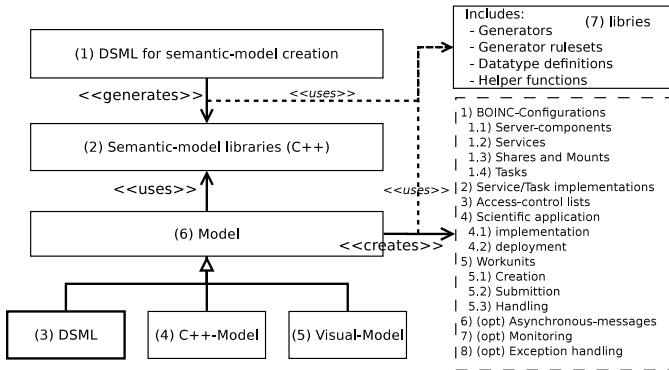 (1) DSML for semantic-model creation
<<generates>>
<<uses>>
(2) Semantic-model libraries (C++)
<<uses>>
<<uses>>
(6) Model
<<creates>>
(3) DSML
(4) C++-Model
(5) Visual-Model
(7) libries
Includes:
- Generators
- Generator rulesets
- Datatype definitions
- Helper functions
1) BOINC-Configurations
1.1) Server-components
1.2) Services
1.3) Shares and Mounts
1.4) Tasks
2) Service/Task implementations
3) Access-control lists
4) Scientific application
4.1) implementation
4.2) deployment
5) Workunits
5.1) Creation
5.2) Submittion
5.3) Handling
6) (opt) Asynchronous-messages
7) (opt) Monitoring
8) (opt) Exception handling